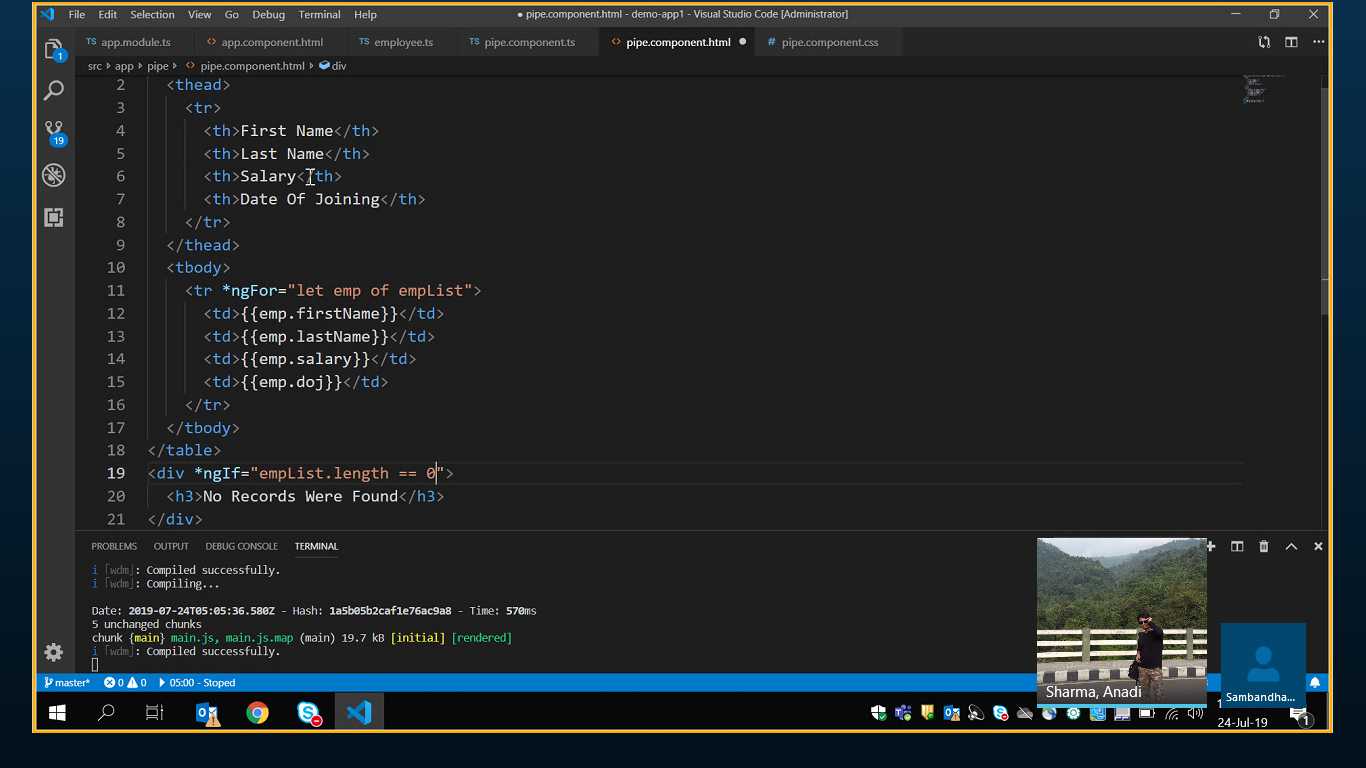 File Edit Selection View Go Debug Terminal Help
● pipe.component.html - demo-app1 - Visual Studio Code [Administrator]
1
TS app.module.ts
<> app.component.html
TS employee.ts
TS pipe.component.ts
<> pipe.component.html ●
# pipe.component.css
src › app › pipe › <> pipe.component.html › div
2 <thead>
3 <tr>
4 <th>First Name</th>
5 <th>Last Name</th>
6 <th>Salary</th>
7 <th>Date Of Joining</th>
8 </tr>
9 </thead>
10 <tbody>
11 <tr *ngFor="let emp of empList">
12 <td>{{emp.firstName}}</td>
13 <td>{{emp.lastName}}</td>
14 <td>{{emp.salary}}</td>
15 <td>{{emp.doj}}</td>
16 </tr>
17 </tbody>
18 </table>
19 <div *ngIf="empList.length == 0">
20 <h3>No Records Were Found</h3>
21 </div>
19
PROBLEMS OUTPUT DEBUG CONSOLE TERMINAL
i ｢wdm｣: Compiled successfully.
i ｢wdm｣: Compiling...
Date: 2019-07-24T05:05:36.580Z - Hash: 1a5b05b2caf1e76ac9a8 - Time: 570ms
5 unchanged chunks
chunk {main} main.js, main.js.map (main) 19.7 kB [initial] [rendered]
i ｢wdm｣: Compiled successfully.
master* 0 0 05:00 - Stoped
Sharma, Anadi
Sambandha...
24-Jul-19
1